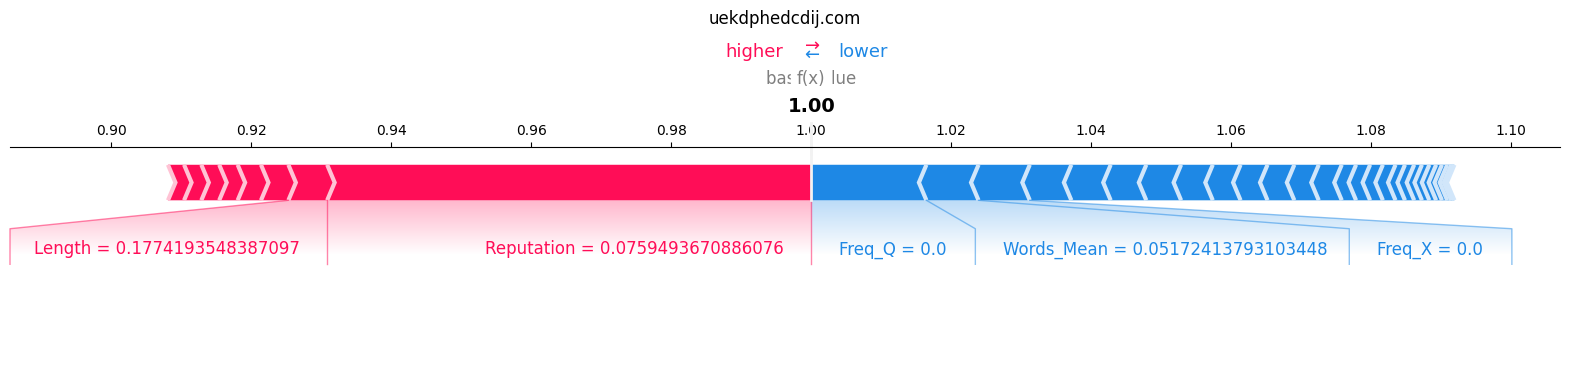 uekdphedcdij.com
higher ⇄ lower
bas f(x) lue
1.00
0.90 0.92 0.94 0.96 0.98 1.00 1.02 1.04 1.06 1.08 1.10
Length = 0.1774193548387097 Reputation = 0.0759493670886076 Freq_Q = 0.0 Words_Mean = 0.05172413793103448 Freq_X = 0.0